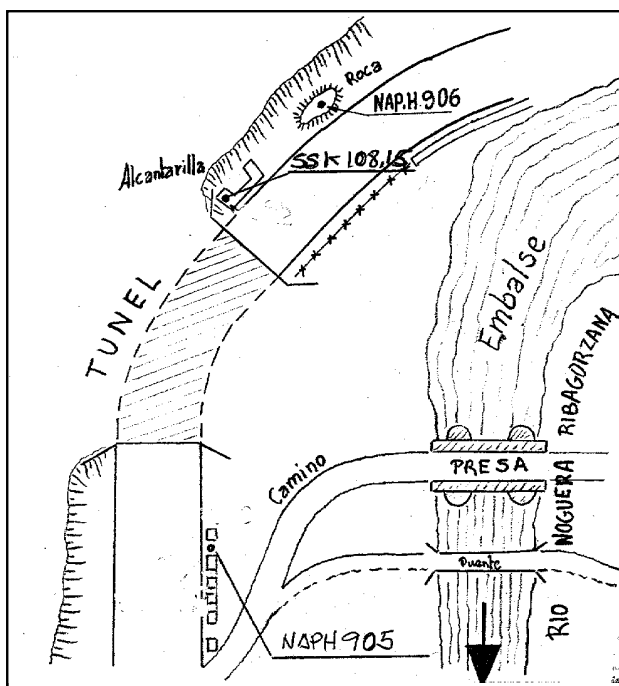 Roca
NAP.H.906
Alcantarilla
SSK 108,15
TUNEL
Embalse
RIBAGORZANA
PRESA
Camino
NOGUERA
Puente
NAPH 905
RIO